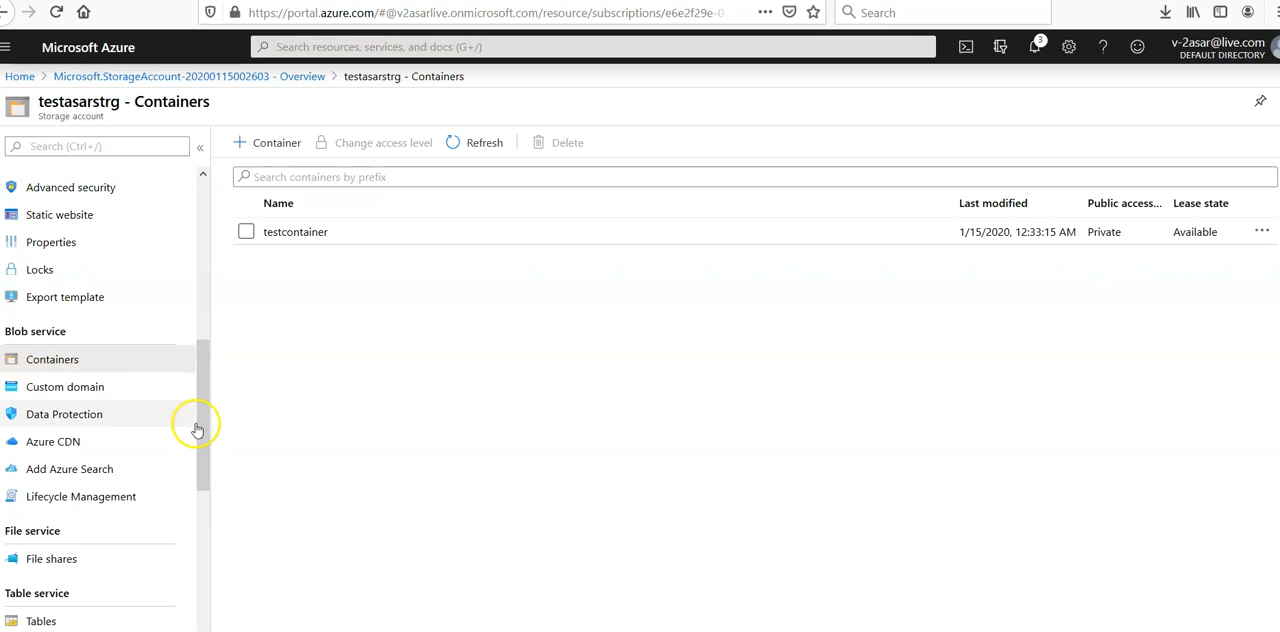 https://portal.azure.com/#@v2asarlive.onmicrosoft.com/resource/subscriptions/e6e2f29e-0
Search
Microsoft Azure
Search resources, services, and docs (G+/)
3
v-2asar@live.com
DEFAULT DIRECTORY
Home > Microsoft.StorageAccount-20200115002603 - Overview > testasarstrg - Containers
testasarstrg - Containers
Storage account
Search (Ctrl+/)
«
+ Container
Change access level
Refresh
Delete
Search containers by prefix
Name
Last modified
Public access...
Lease state
testcontainer
1/15/2020, 12:33:15 AM
Private
Available
Advanced security
Static website
Properties
Locks
Export template
Blob service
Containers
Custom domain
Data Protection
Azure CDN
Add Azure Search
Lifecycle Management
File service
File shares
Table service
Tables